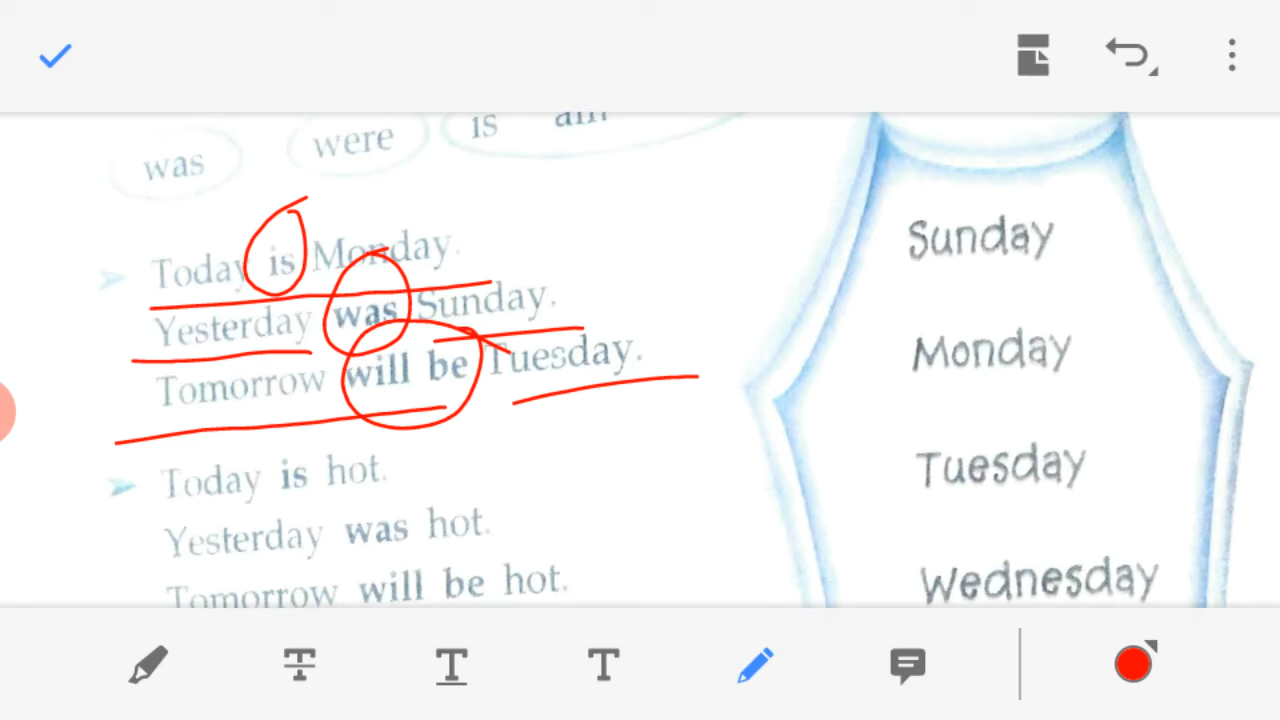 was were is am
Today is Monday.
Yesterday was Sunday.
Tomorrow will be Tuesday.
Today is hot.
Yesterday was hot.
Tomorrow will be hot.
Sunday
Monday
Tuesday
Wednesday